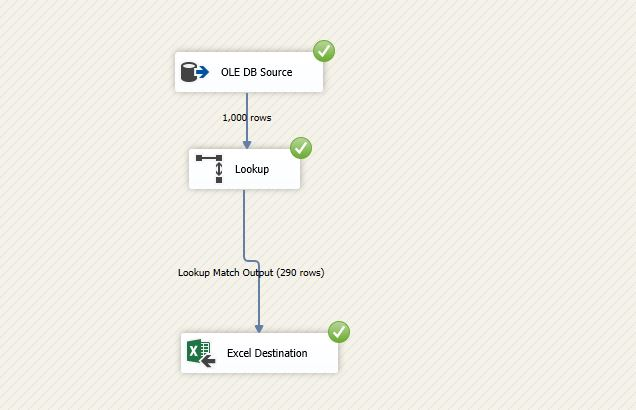 OLE DB Source
1,000 rows
Lookup
Lookup Match Output (290 rows)
Excel Destination